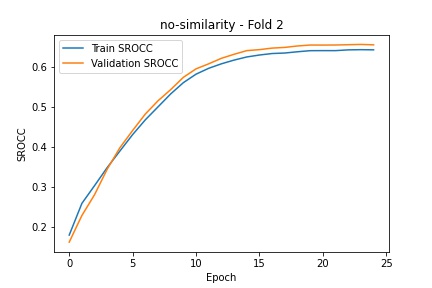 no-similarity - Fold 2
Train SROCC
Validation SROCC
0.6
0.5
0.4
0.3
0.2
SROCC
0 5 10 15 20 25
Epoch